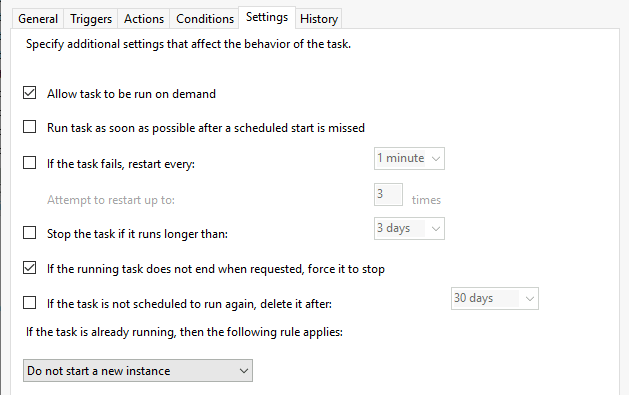 General Triggers Actions Conditions Settings History
Specify additional settings that affect the behavior of the task.
Allow task to be run on demand
Run task as soon as possible after a scheduled start is missed
If the task fails, restart every: 1 minute
Attempt to restart up to: 3 times
Stop the task if it runs longer than: 3 days
If the running task does not end when requested, force it to stop
If the task is not scheduled to run again, delete it after: 30 days
If the task is already running, then the following rule applies:
Do not start a new instance